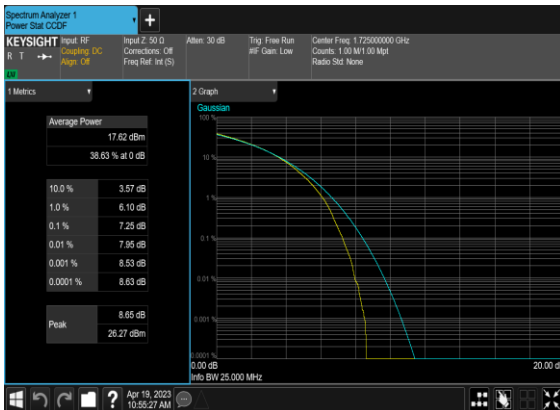 Spectrum Analyzer 1
Power Stat CCDF
KEYSIGHT
R T
Input: RF
Coupling: DC
Align: Off
Input Z: 50 Ω
Corrections: Off
Freq Ref: Int (S)
Atten: 30 dB
Trig: Free Run
#IF Gain: Low
Center Freq: 1.725000000 GHz
Counts: 1.00 M/1.00 Mpt
Radio Std: None
1 Metrics
Average Power
17.62 dBm
38.63 % at 0 dB
10.0 % 3.57 dB
1.0 % 6.10 dB
0.1 % 7.25 dB
0.01 % 7.95 dB
0.001 % 8.53 dB
0.0001 % 8.63 dB
Peak
8.65 dB
26.27 dBm
2 Graph
Gaussian
100 %
10 %
1 %
0.1 %
0.01 %
0.001 %
0.0001 %
0.00 dB
20.00 d
Info BW 25.000 MHz
?
Apr 19, 2023
10:55:27 AM